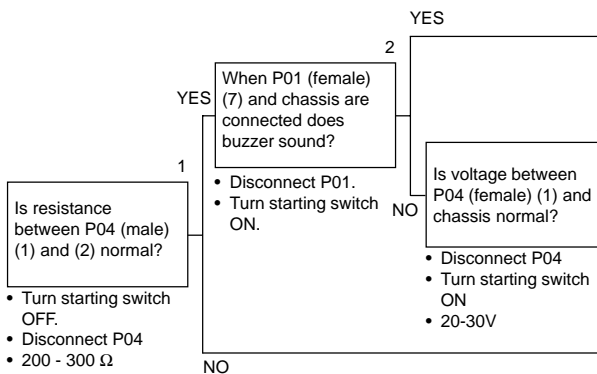 1
Is resistance
between P04 (male)
(1) and (2) normal?
• Turn starting switch
OFF.
• Disconnect P04
• 200 - 300 Ω
YES
NO
2
When P01 (female)
(7) and chassis are
connected does
buzzer sound?
• Disconnect P01.
• Turn starting switch
ON.
YES
NO
Is voltage between
P04 (female) (1) and
chassis normal?
• Disconnect P04
• Turn starting switch
ON
• 20-30V